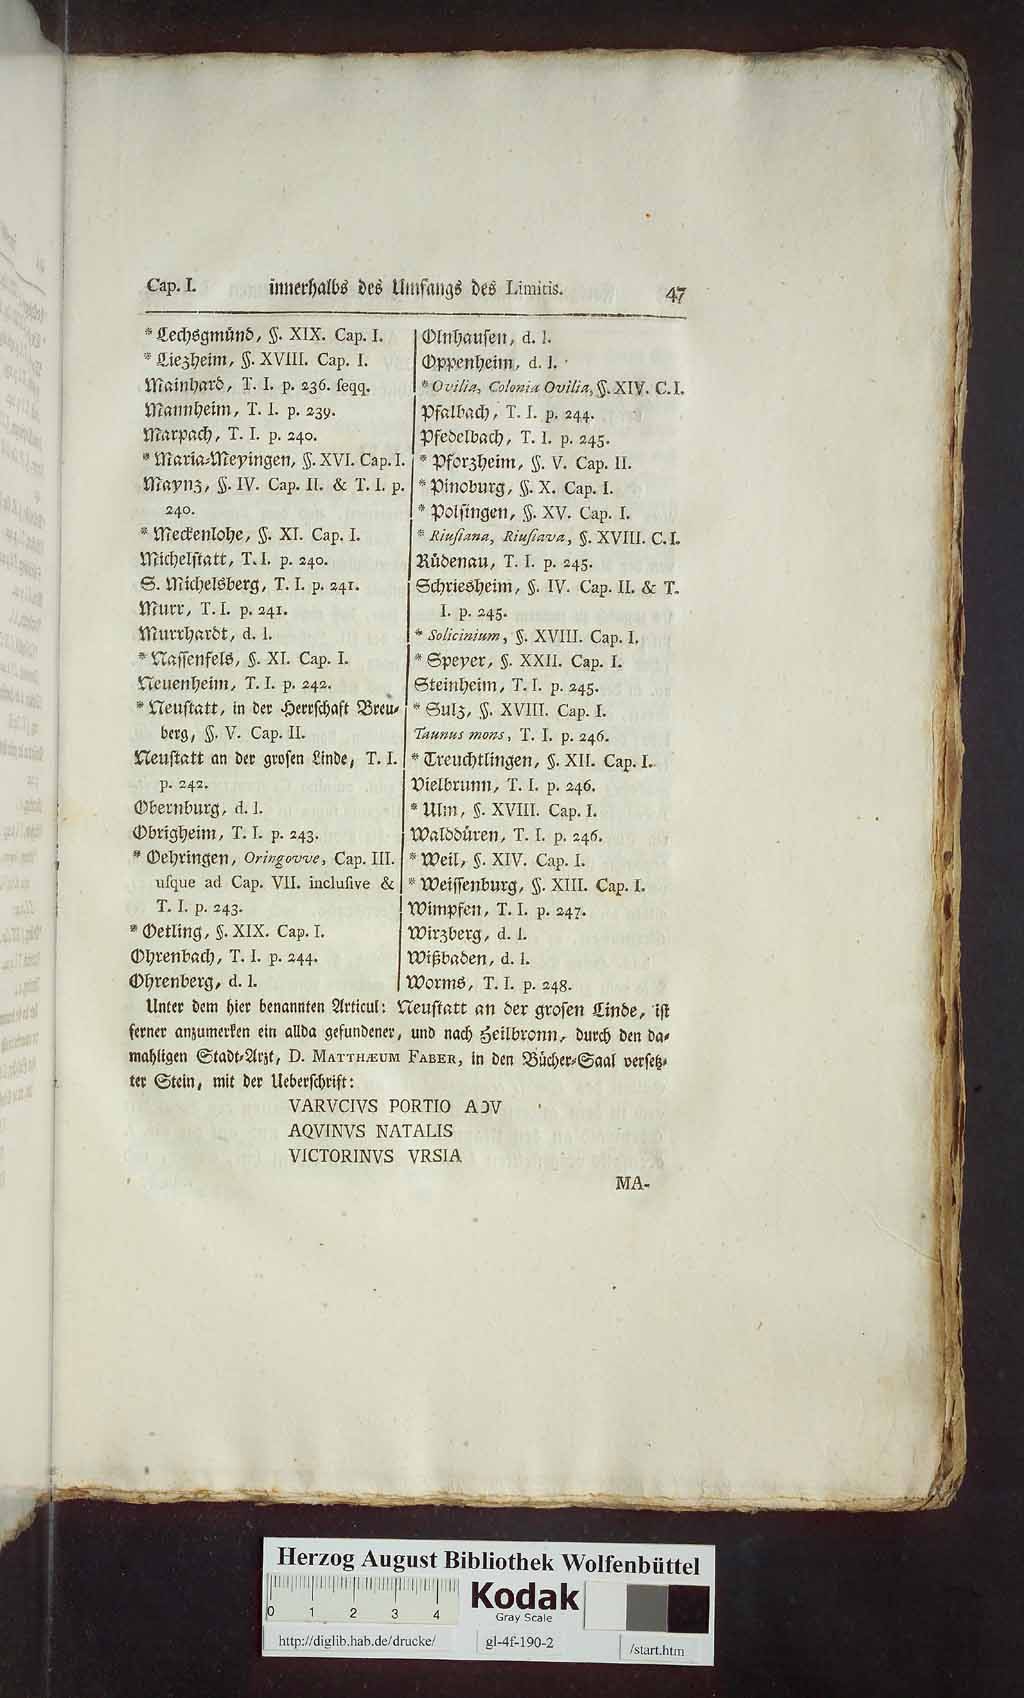 Cap. I. innerhalbs des Umfangs des Limitis. 47
* Lechsgmünd, §. XIX. Cap. I.
* Liezheim, §. XVIII. Cap. I.
Mainhard, T. I. p. 236. ſeqq.
Mannheim, T. I. p. 239.
Marpach, T. I. p. 240.
* Maria-Meyingen, §. XVI. Cap. I.
Maynz, §. IV. Cap. II. & T. I. p.
240.
* Meckenlohe, §. XI. Cap. I.
Michelſtatt, T. I. p. 240.
S. Michelsberg, T. I. p. 241.
Murr, T. I. p. 241.
Murrhardt, d. l.
* Naſſenfels, §. XI. Cap. I.
Neuenheim, T. I. p. 242.
* Neuſtatt, in der Herrſchaft Breu-
berg, §. V. Cap. II.
Neuſtatt an der groſen Linde, T. I.
p. 242.
Obernburg, d. l.
Obrigheim, T. I. p. 243.
* Oehringen, Oringovve, Cap. III.
uſque ad Cap. VII. incluſive &
T. I. p. 243.
* Oetling, §. XIX. Cap. I.
Ohrenbach, T. I. p. 244.
Ohrenberg, d. l.
Olnhauſen, d. l.
Oppenheim, d. l.
* Ovilia, Colonia Ovilia, §. XIV. C. I.
Pfalbach, T. I. p. 244.
Pfedelbach, T. I. p. 245.
* Pforzheim, §. V. Cap. II.
* Pinoburg, §. X. Cap. I.
* Polſingen, §. XV. Cap. I.
* Riuſiana, Riuſiava, §. XVIII. C. I.
Rüdenau, T. I. p. 245.
Schriesheim, §. IV. Cap. II. & T.
I. p. 245.
* Solicinium, §. XVIII. Cap. I.
* Speyer, §. XXII. Cap. I.
Steinheim, T. I. p. 245.
* Sulz, §. XVIII. Cap. I.
Taunus mons, T. I. p. 246.
* Treuchtlingen, §. XII. Cap. I.
Vielbrunn, T. I. p. 246.
* Ulm, §. XVIII. Cap. I.
Walddüren, T. I. p. 246.
* Weil, §. XIV. Cap. I.
* Weiſſenburg, §. XIII. Cap. I.
Wimpfen, T. I. p. 247.
Wirzberg, d. l.
Wißbaden, d. l.
Worms, T. I. p. 248.
Unter dem hier benannten Articul: Neuſtatt an der groſen Linde, iſt
ferner anzumerken ein allda gefundener, und nach Heilbronn, durch den da-
mahligen Stadt-Arzt, D. MATTHÆUM FABER, in den Bücher-Saal verſetz-
ter Stein, mit der Ueberſchrift:
VARVCIVS PORTIO AƆV
AQVINVS NATALIS
VICTORINVS VRSIA
MA-
Herzog August Bibliothek Wolfenbüttel
0 1 2 3 4
Kodak
Gray Scale
http://diglib.hab.de/drucke/ gl-4f-190-2 /start.htm